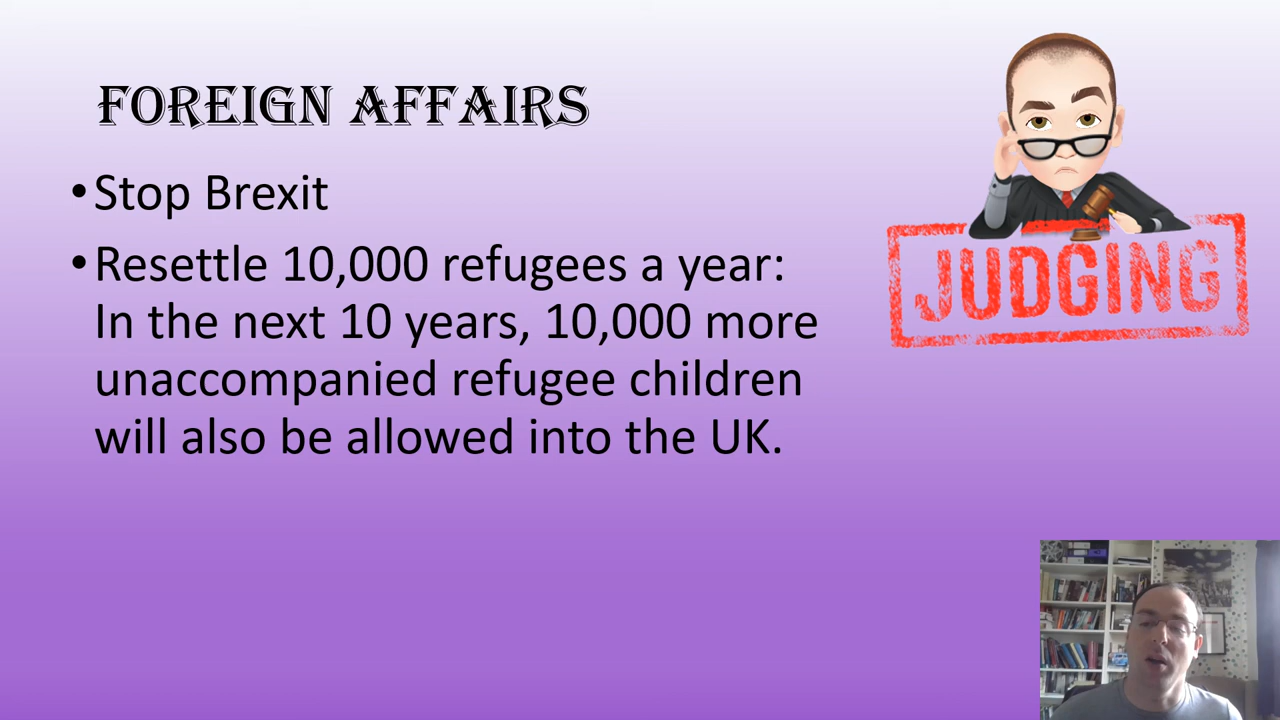 FOREIGN AFFAIRS
•Stop Brexit
•Resettle 10,000 refugees a year:
In the next 10 years, 10,000 more
unaccompanied refugee children
will also be allowed into the UK.
JUDGING